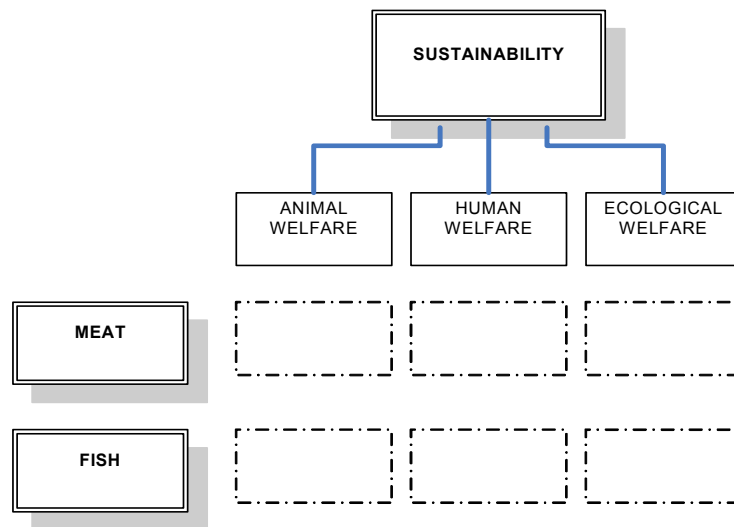 SUSTAINABILITY
ANIMAL
WELFARE
HUMAN
WELFARE
ECOLOGICAL
WELFARE
MEAT
FISH